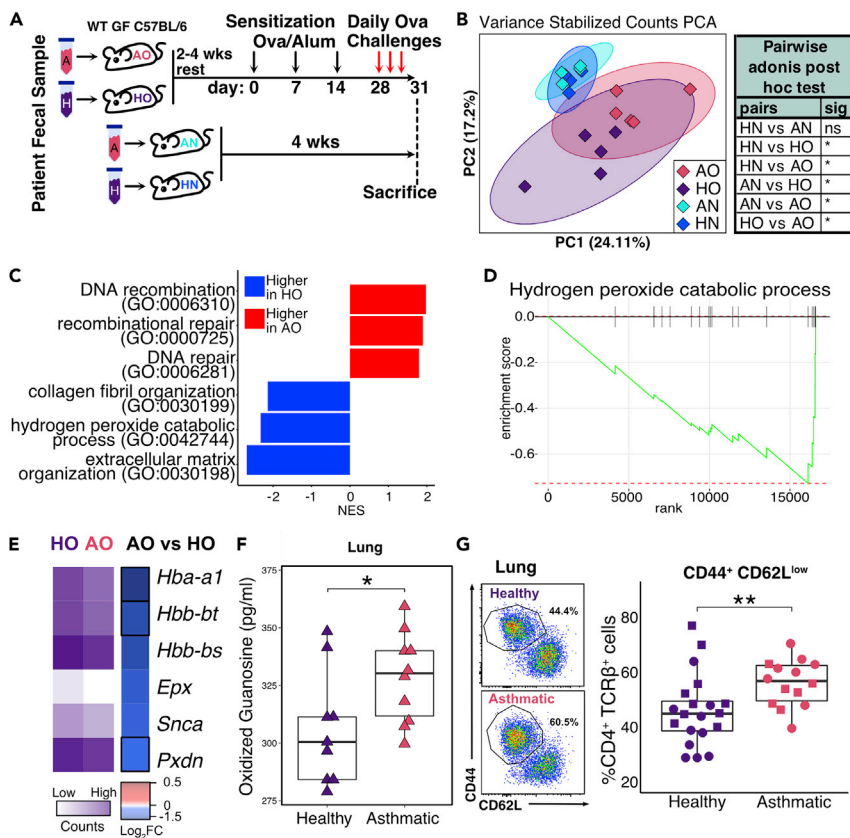 A
Patient Fecal Sample
WT GF C57BL/6
A
AO
H
HO
2-4 wks
rest
Sensitization
Ova/Alum
Daily Ova
Challenges
day: 0 7 14 28 31
A
AN
H
HN
4 wks
Sacrifice
B
Variance Stabilized Counts PCA
PC2 (17.2%)
PC1 (24.11%)
AO
HO
AN
HN
Pairwise
adonis post
hoc test
pairs sig
HN vs AN ns
HN vs HO *
HN vs AO *
AN vs HO *
AN vs AO *
HO vs AO *
C
DNA recombination
(GO:0006310)
recombinational repair
(GO:0000725)
DNA repair
(GO:0006281)
collagen fibril organization
(GO:0030199)
hydrogen peroxide catabolic
process (GO:0042744)
extracellular matrix
organization (GO:0030198)
Higher
in HO
Higher
in AO
-2 -1 0 1 2
NES
D
Hydrogen peroxide catabolic process
enrichment score
0.0
-0.2
-0.4
-0.6
0 5000 10000 15000
rank
E
HO AO AO vs HO
Hba-a1
Hbb-bt
Hbb-bs
Epx
Snca
Pxdn
Low High
Counts
0.5
0
-1.5
Log2FC
F
Lung
Oxidized Guanosine (pg/ml)
375
350
325
300
275
*
Healthy Asthmatic
G
Lung
Healthy
44.4%
Asthmatic
60.5%
CD44
CD62L
CD44+ CD62Llow
%CD4+ TCRβ+ cells
80
60
40
20
**
Healthy Asthmatic